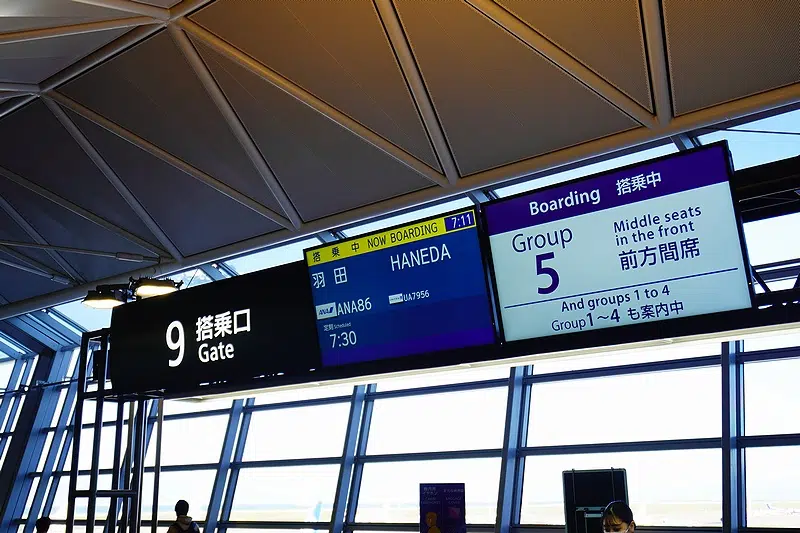 9 搭乗口
Gate
搭乗中 NOW BOARDING 7:11
羽田 HANEDA
ANA ANA86 UA7956
定刻 Scheduled
7:30
Boarding 搭乗中
Group
5
Middle seats
in the front
前方間席
And groups 1 to 4
Group1～4 も案内中